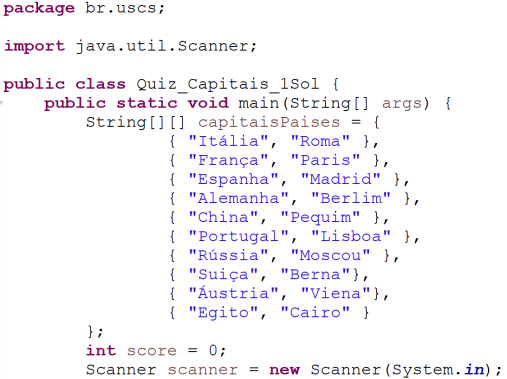 package br.uscs;
import java.util.Scanner;
public class Quiz_Capitais_1Sol {
public static void main(String[] args) {
String[][] capitaisPaises = {
{ "Itália", "Roma" },
{ "França", "Paris" },
{ "Espanha", "Madrid" },
{ "Alemanha", "Berlim" },
{ "China", "Pequim" },
{ "Portugal", "Lisboa" },
{ "Rússia", "Moscou" },
{ "Suiça", "Berna"},
{ "Áustria", "Viena"},
{ "Egito", "Cairo" }
};
int score = 0;
Scanner scanner = new Scanner(System.in);